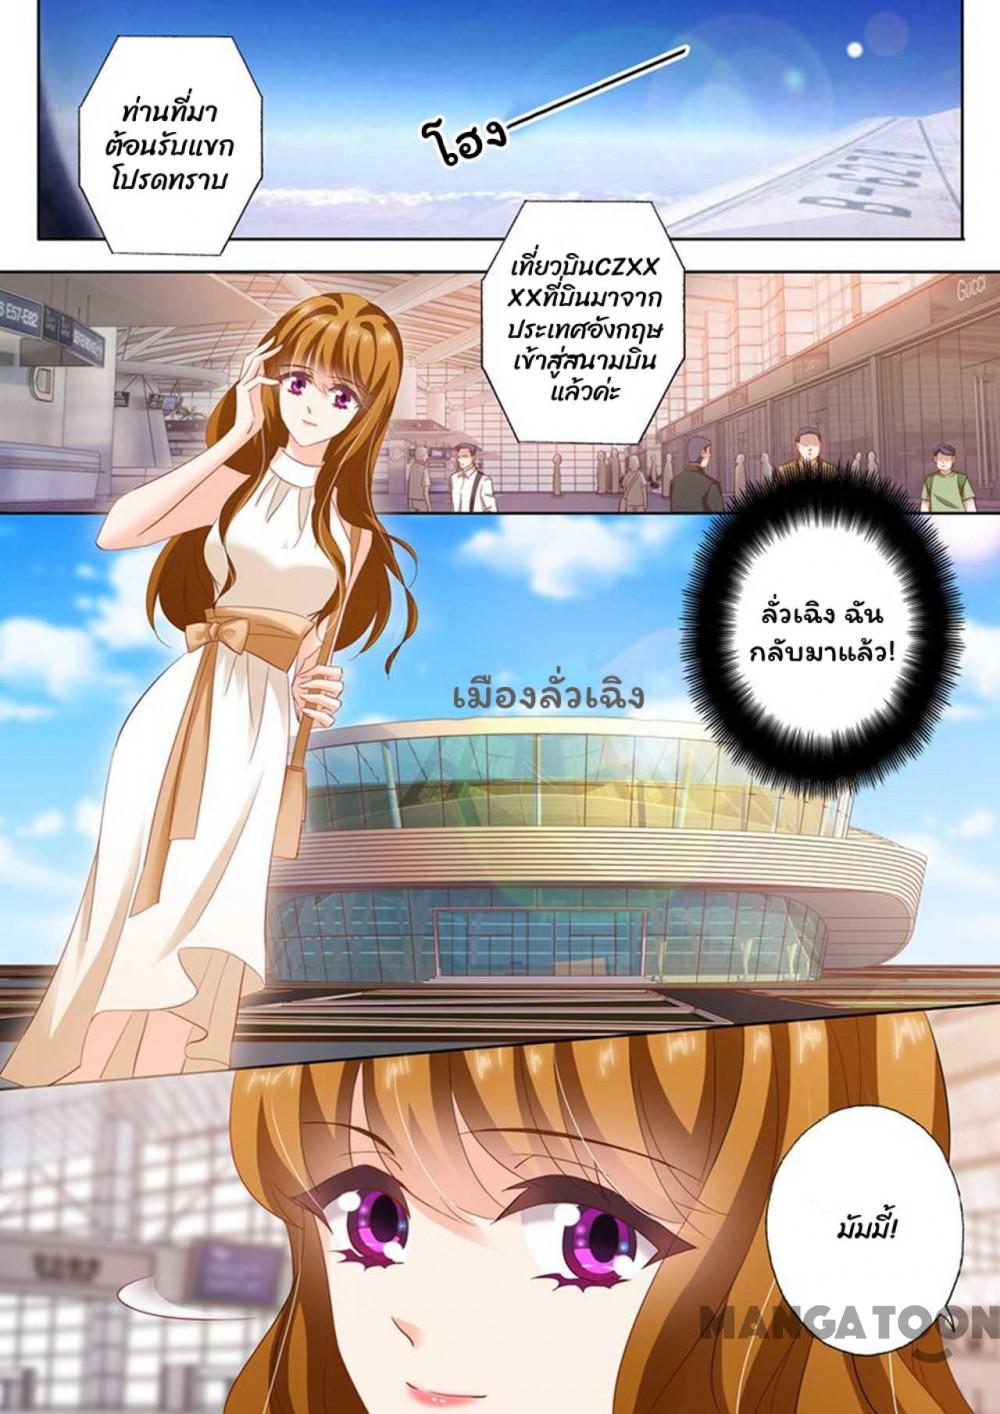 ท่านที่มา
ต้อนรับแขก
โปรดทราบ
โฮง
B-6271
เที่ยวบินCZXX
XXที่บินมาจาก
ประเทศอังกฤษ
เข้าสู่สนามบิน
แล้วค่ะ
E57-E82
Gucci
ลั่วเฉิง ฉัน
กลับมาแล้ว!
เมืองลั่วเฉิง
มัมมี้!
MANGATOON